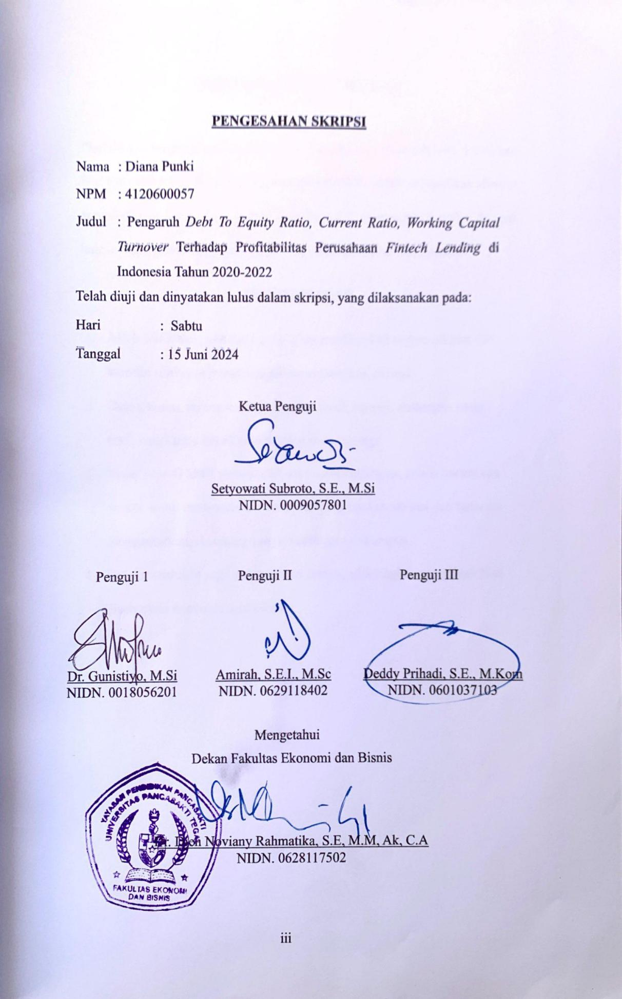 PENGESAHAN SKRIPSI
Nama : Diana Punki
NPM : 4120600057
Judul : Pengaruh Debt To Equity Ratio, Current Ratio, Working Capital
Turnover Terhadap Profitabilitas Perusahaan Fintech Lending di
Indonesia Tahun 2020-2022
Telah diuji dan dinyatakan lulus dalam skripsi, yang dilaksanakan pada:
Hari : Sabtu
Tanggal : 15 Juni 2024
Ketua Penguji
Setyowati Subroto, S.E., M.Si
NIDN. 0009057801
Penguji 1 Penguji II Penguji III
Dr. Gunistiyo, M.Si Amirah, S.E.I., M.Sc Deddy Prihadi, S.E., M.Kom
NIDN. 0018056201 NIDN. 0629118402 NIDN. 0601037103
Mengetahui
Dekan Fakultas Ekonomi dan Bisnis
YAYASAN PENDIDIKAN PANCASAKTI
UNIVERSITAS PANCASAKTI TEGAL
Noviany Rahmatika, S.E, M.M, Ak, C.A
NIDN. 0628117502
FAKULTAS EKONOMI
DAN BISNIS
iii